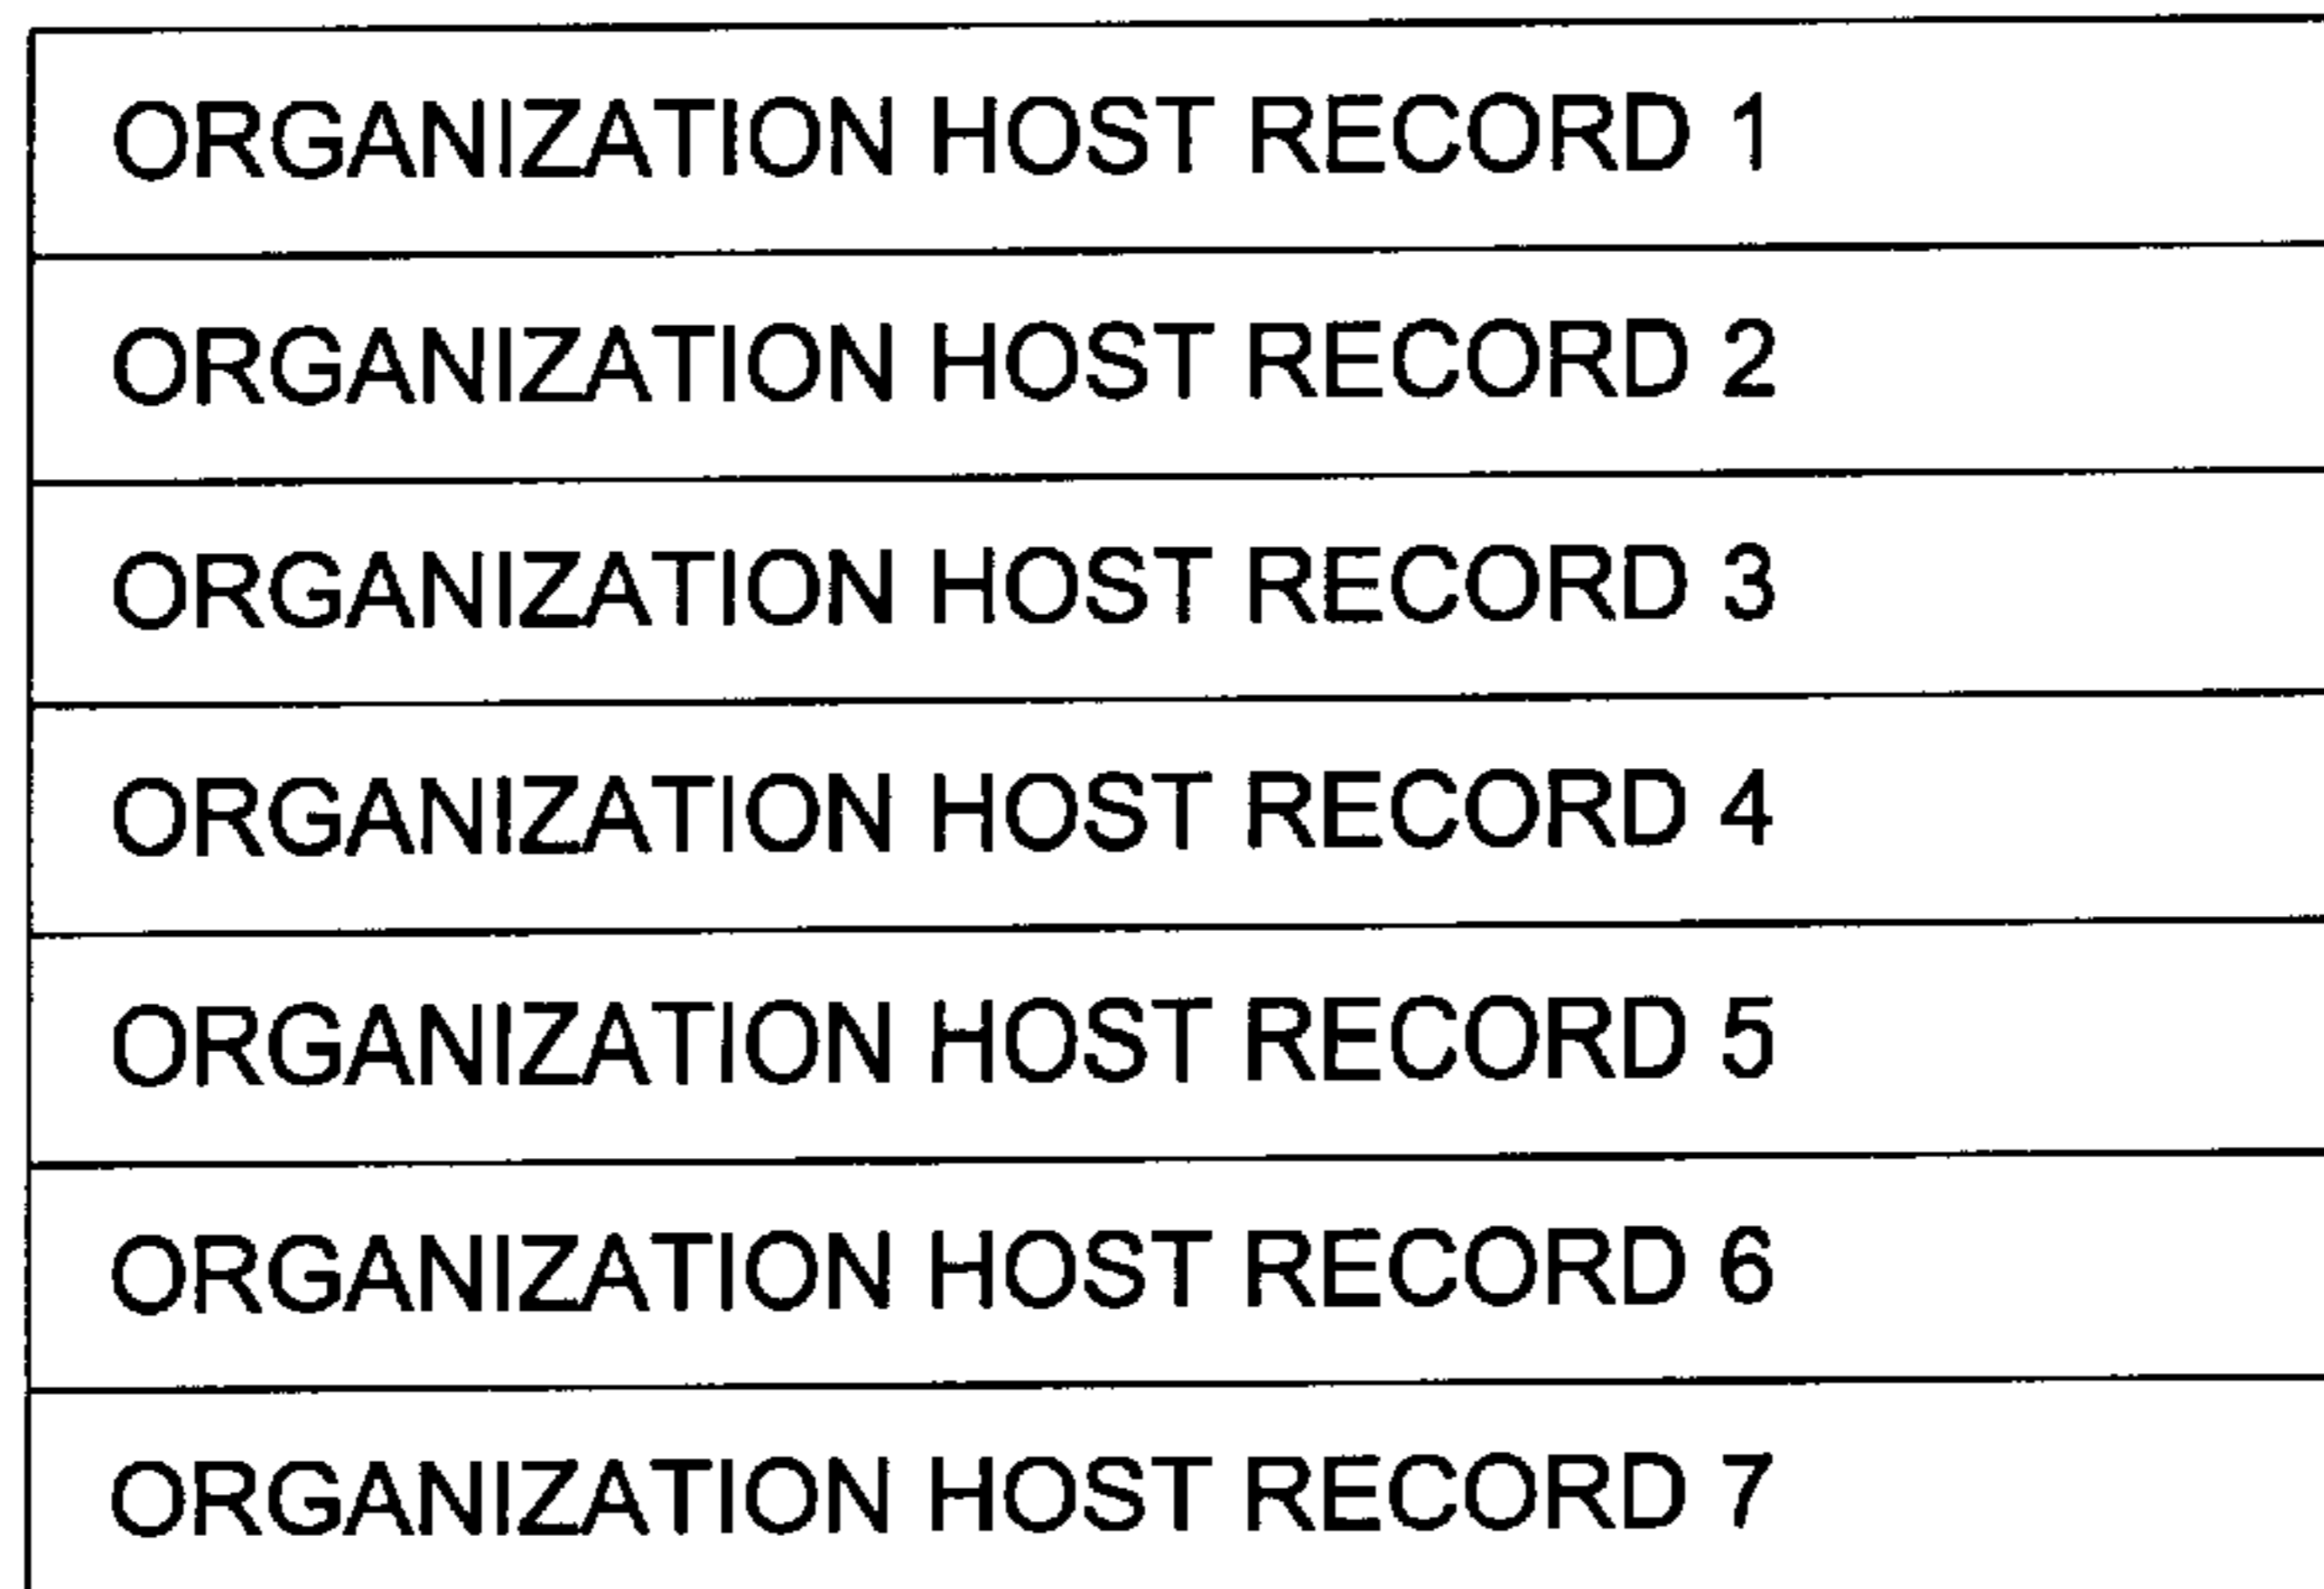 ORGANIZATION HOST RECORD 1
ORGANIZATION HOST RECORD 2
ORGANIZATION HOST RECORD 3
ORGANIZATION HOST RECORD 4
ORGANIZATION HOST RECORD 5
ORGANIZATION HOST RECORD 6
ORGANIZATION HOST RECORD 7